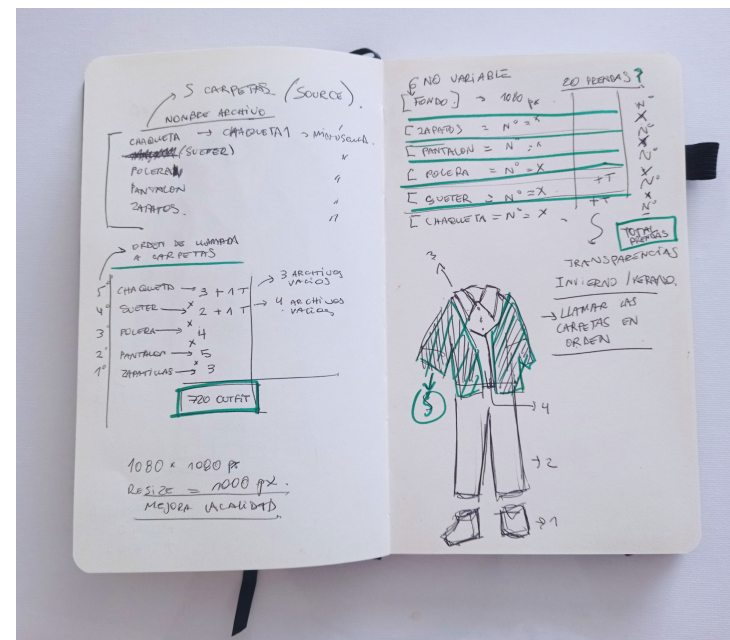 5 CARPETAS. (SOURCE).
NOMBRE ARCHIVO
CHAQUETA → CHAQUETA1 → MINÚSCULA.
(SUETER) "
POLERA "
PANTALON "
ZAPATOS. "
ORDEN DE LLAMADA
A CARPETAS
5° CHAQUETA → 3 + 1 T → 3 ARCHIVOS VACIOS
4° SUETER → x 2 + 1 T → 4 ARCHIVOS VACIOS
3° POLERA → x 4
2° PANTALON → x 5
1° ZAPATILLAS → x 3
720 OUTFIT
1080 x 1080 px
RESIZE = 1000 px.
MEJORA LA CALIDAD
NO VARIABLE
20 PRENDAS?
[FONDO.] → 1080 px
[ ZAPATOS = N° = X
[ PANTALON = N° = X
[ POLERA = N° = X
[ SUETER = N° = X +T
[ CHAQUETA = N° = X +T
TOTAL PRENDAS
TRANSPARENCIAS
INVIERNO / VERANO.
→ LLAMAR LAS
CARPETAS EN
ORDEN
3
5
4
2
1